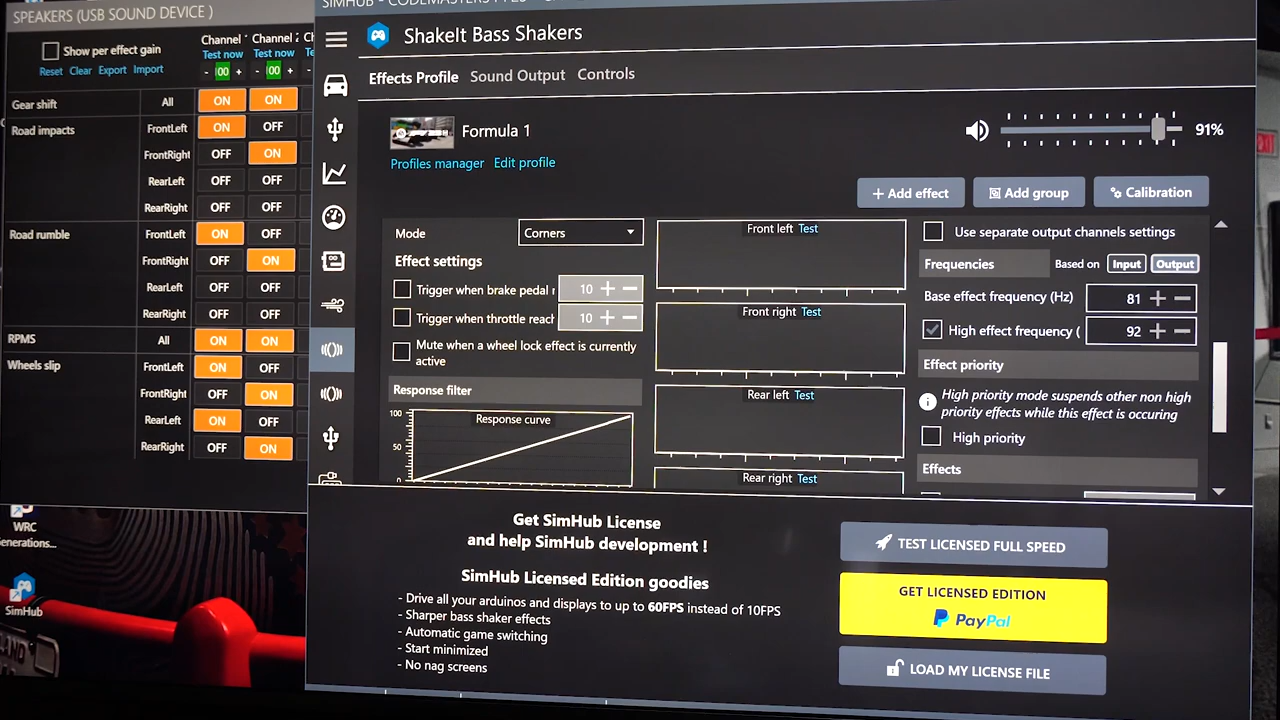 SPEAKERS (USB SOUND DEVICE )
Show per effect gain
Reset Clear Export Import
Channel
Test now
- 00 +
Channel 2
Test now
- 00 +
Gear shift All ON ON
Road impacts FrontLeft ON OFF
FrontRight OFF ON
RearLeft OFF OFF
RearRight OFF OFF
Road rumble FrontLeft ON OFF
FrontRight OFF ON
RearLeft OFF OFF
RearRight OFF OFF
RPMS All ON ON
Wheels slip FrontLeft ON OFF
FrontRight OFF ON
RearLeft ON OFF
RearRight OFF ON
WRC
Generations...
SimHub
SIMHUB - CODEMASTERS
ShakeIt Bass Shakers
Effects Profile Sound Output Controls
Formula 1
Profiles manager Edit profile
91%
+ Add effect
Add group
Calibration
Mode Corners
Effect settings
Trigger when brake pedal 10 + −
Trigger when throttle reach 10 + −
Mute when a wheel lock effect is currently
active
Response filter
Response curve
100
50
0
Front left Test
Front right Test
Rear left Test
Rear right Test
Use separate output channels settings
Frequencies Based on Input Output
Base effect frequency (Hz) 81 + −
High effect frequency ( 92 + −
Effect priority
High priority mode suspends other non high
priority effects while this effect is occuring
High priority
Effects
Get SimHub License
and help SimHub development !
SimHub Licensed Edition goodies
- Drive all your arduinos and displays to up to 60FPS instead of 10FPS
- Sharper bass shaker effects
- Automatic game switching
- Start minimized
- No nag screens
TEST LICENSED FULL SPEED
GET LICENSED EDITION
PayPal
LOAD MY LICENSE FILE